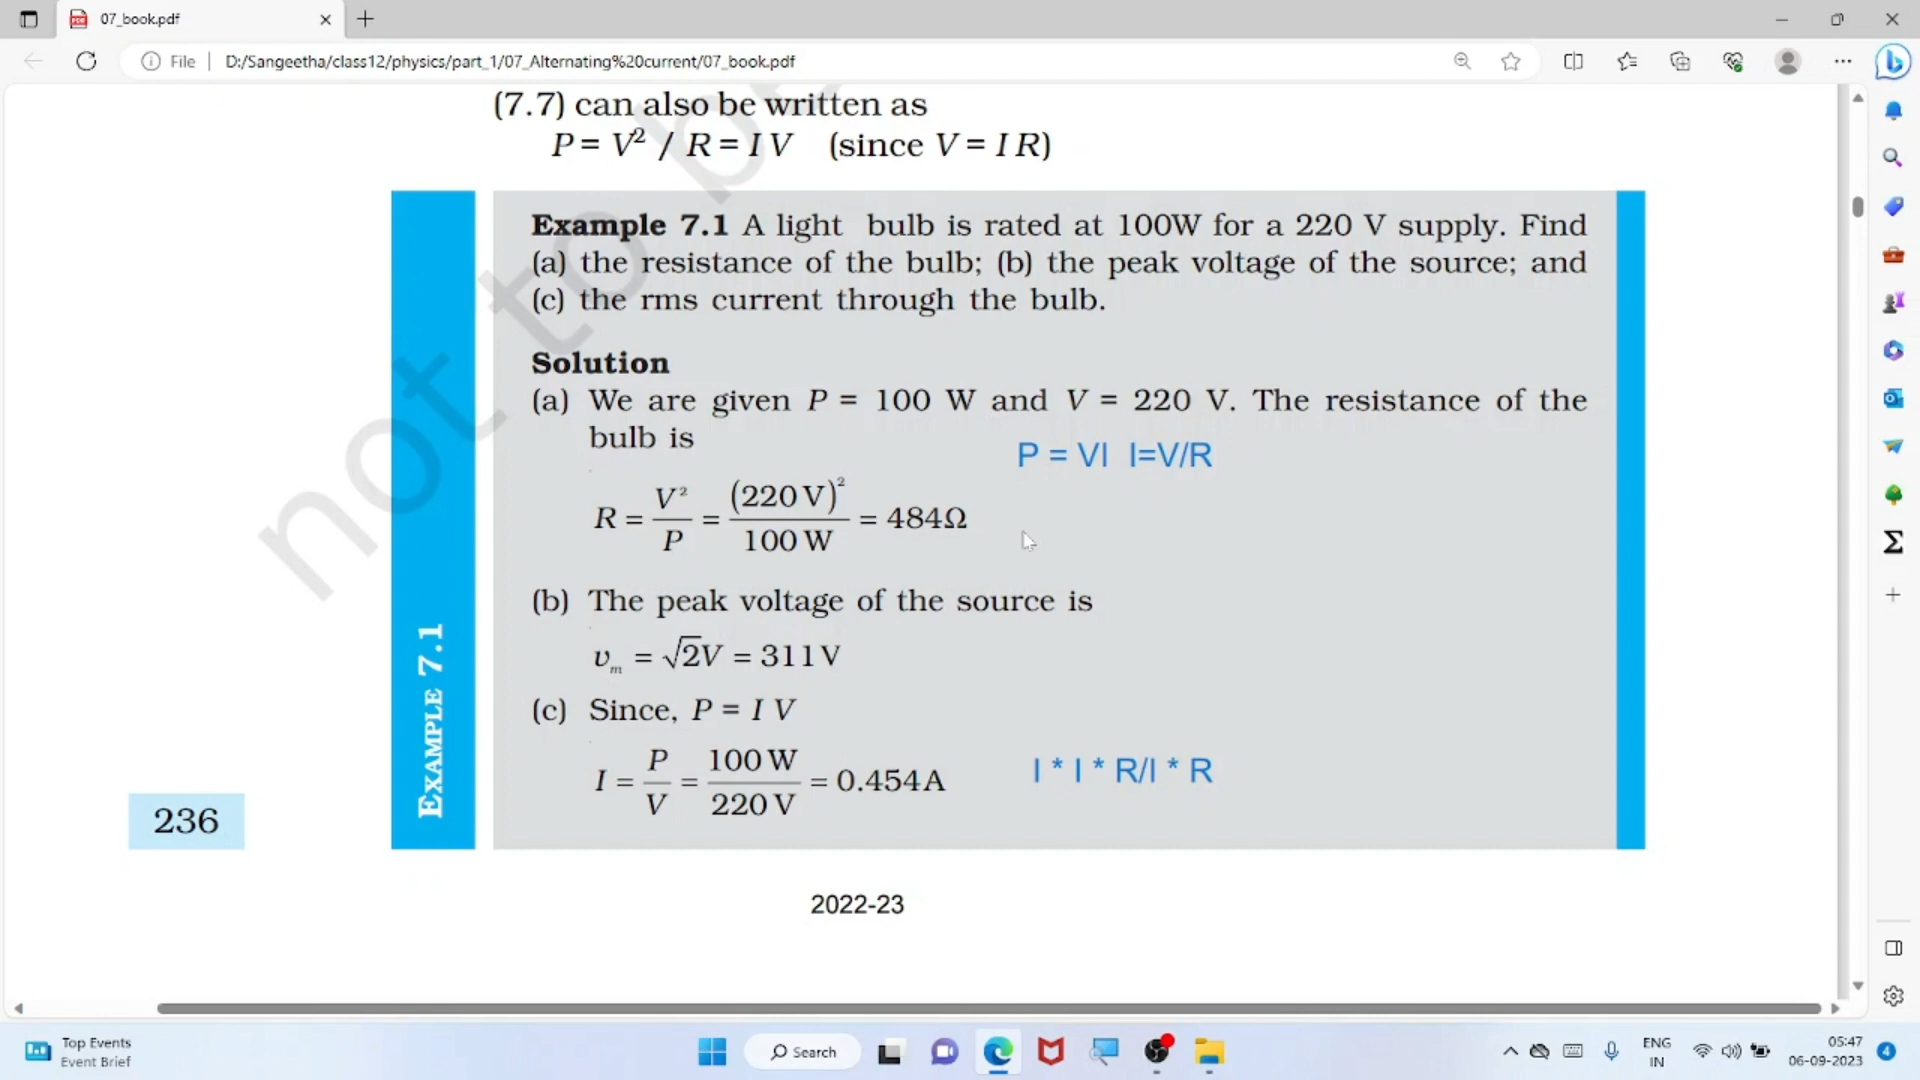 07_book.pdf
File
D:/Sangeetha/class12/physics/part_1/07_Alternating%20current/07_book.pdf
(7.7) can also be written as
P = V² / R = I V (since V = I R)
Example 7.1 A light bulb is rated at 100W for a 220 V supply. Find
(a) the resistance of the bulb; (b) the peak voltage of the source; and
(c) the rms current through the bulb.
Solution
(a) We are given P = 100 W and V = 220 V. The resistance of the
bulb is
P = VI I=V/R
R = V²/P = (220 V)²/100 W = 484Ω
(b) The peak voltage of the source is
vₘ = √2V = 311 V
(c) Since, P = I V
I = P/V = 100 W/220 V = 0.454A
I * I * R/I * R
EXAMPLE 7.1
236
not to b
2022-23
Top Events
Event Brief
Search
ENG
IN
05:47
06-09-2023
4